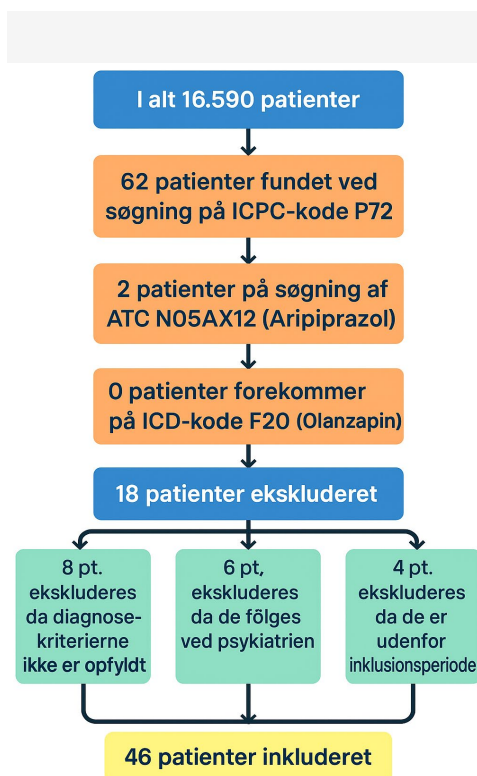 I alt 16.590 patienter
62 patienter fundet ved
søgning på ICPC-kode P72
2 patienter på søgning af
ATC N05AX12 (Aripiprazol)
0 patienter forekommer
på ICD-kode F20 (Olanzapin)
18 patienter ekskluderet
8 pt.
ekskluderes
da diagnose-
kriterierne
ikke er opfyldt
6 pt,
ekskluderes
da de fölges
ved psykiatrien
4 pt.
ekskluderes
da de er
udenfor
inklusionsperiode
46 patienter inkluderet